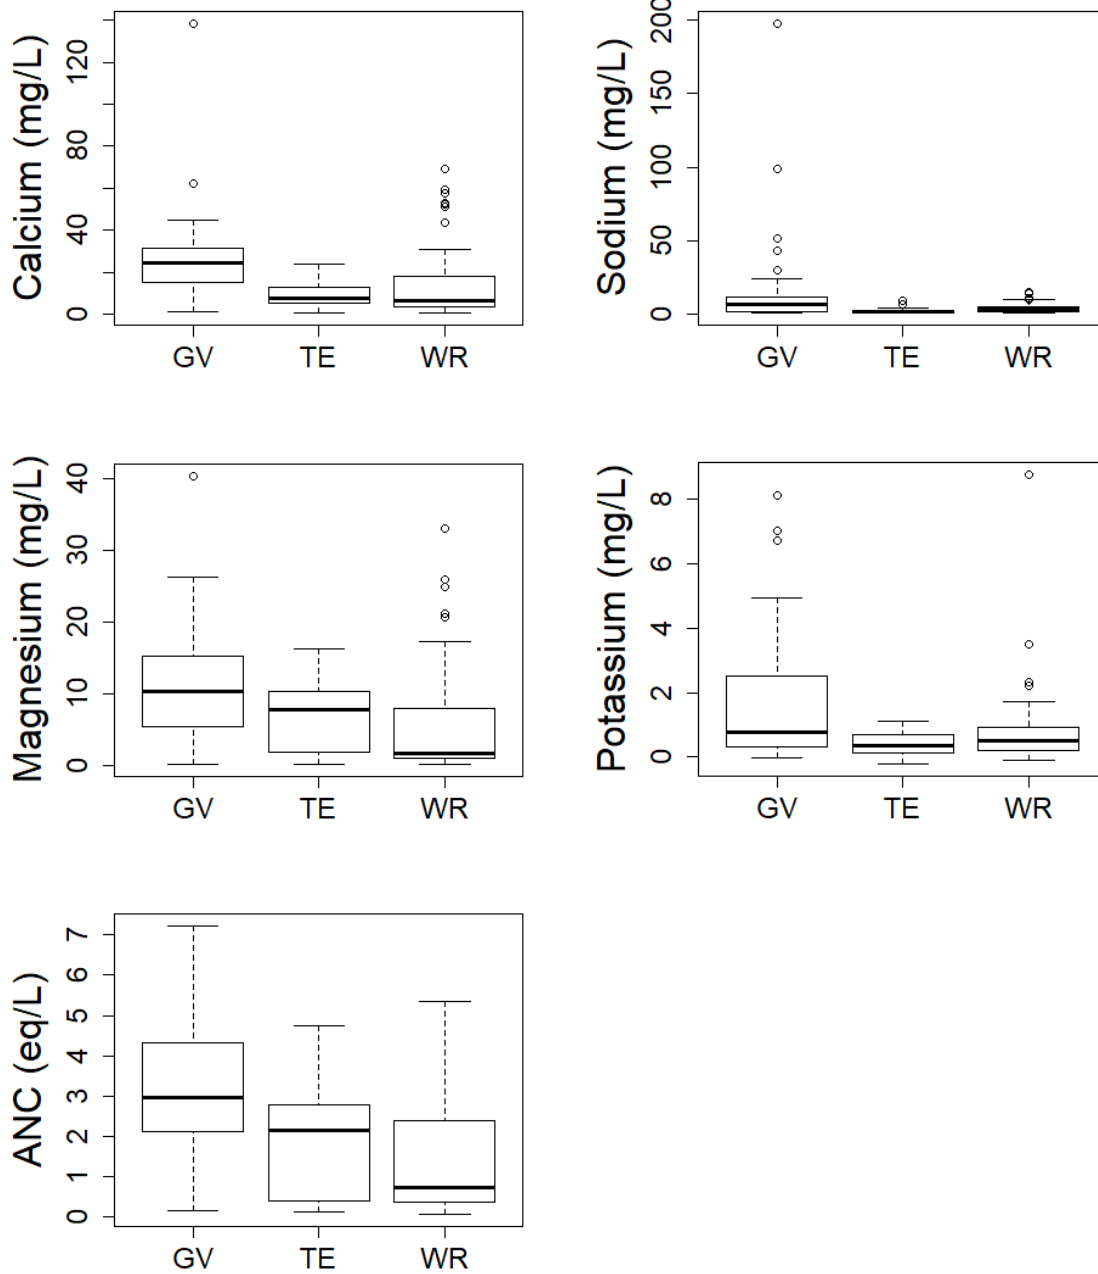 Calcium (mg/L)
120
80
40
0
GV TE WR
Sodium (mg/L)
200
150
100
50
0
GV TE WR
Magnesium (mg/L)
40
30
20
10
0
GV TE WR
Potassium (mg/L)
8
6
4
2
0
GV TE WR
ANC (eq/L)
7
6
5
4
3
2
1
0
GV TE WR